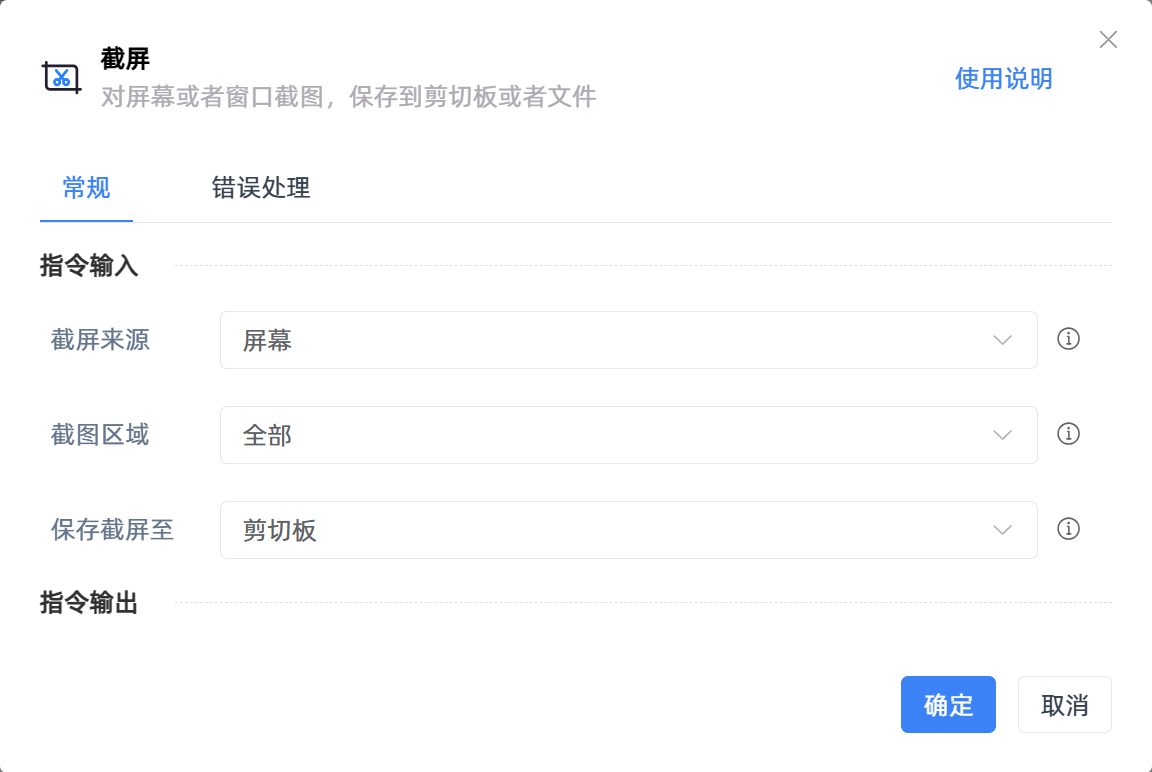 截屏
对屏幕或者窗口截图，保存到剪切板或者文件
使用说明
常规
错误处理
指令输入
截屏来源
屏幕
截图区域
全部
保存截屏至
剪切板
指令输出
确定
取消